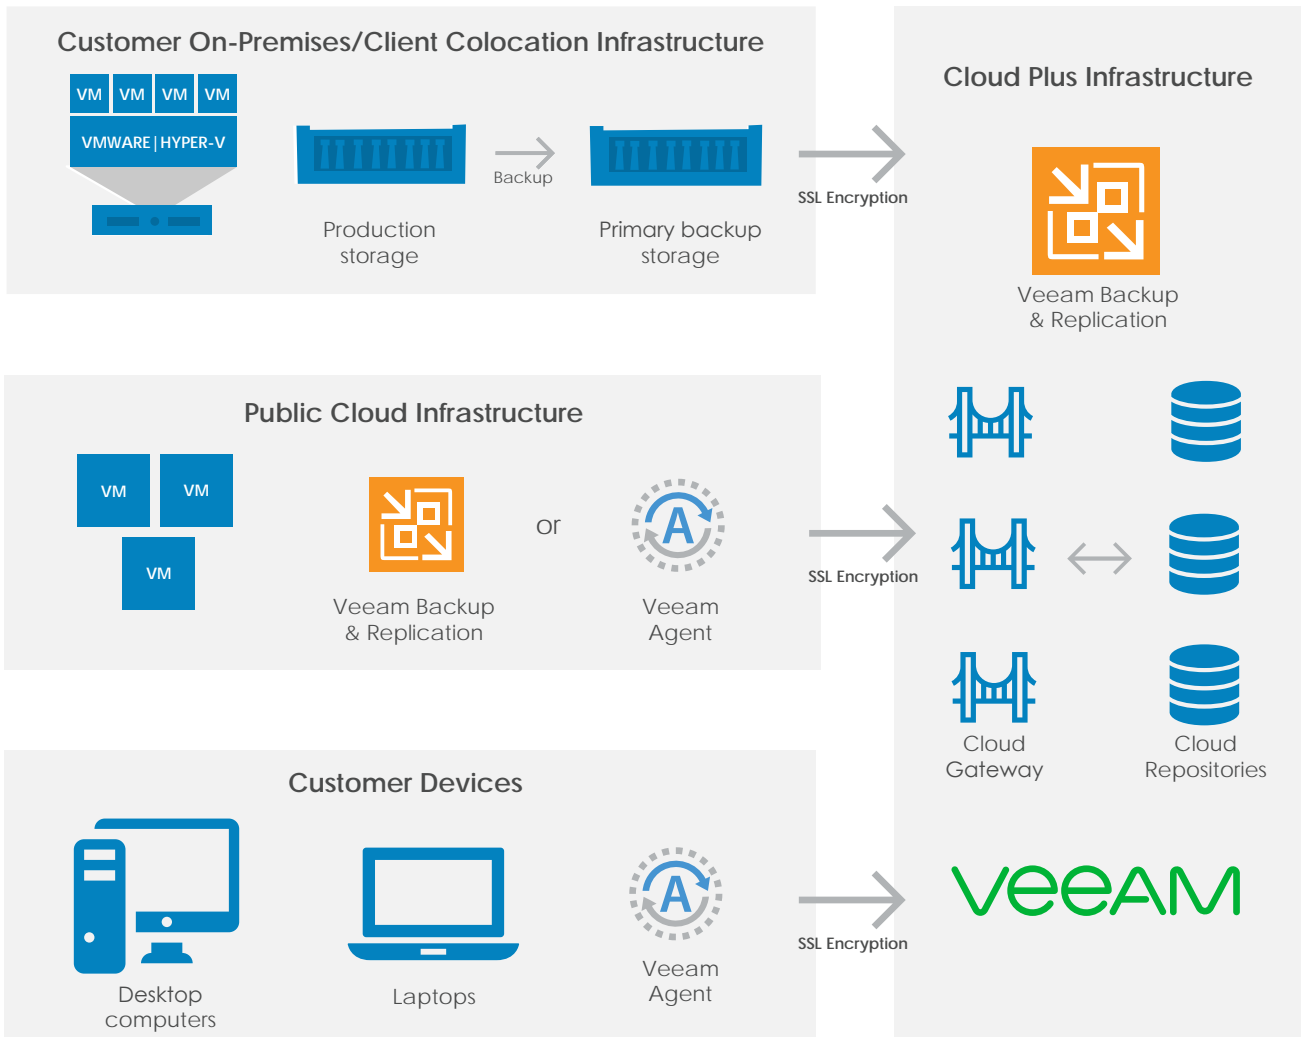 Customer On-Premises/Client Colocation Infrastructure
VM VM VM VM
VMWARE | HYPER-V
Backup
Production
storage
Primary backup
storage
SSL Encryption
Cloud Plus Infrastructure
Veeam Backup
& Replication
Public Cloud Infrastructure
VM
VM
VM
or
A
Veeam Backup
& Replication
Veeam
Agent
SSL Encryption
Cloud
Gateway
Cloud
Repositories
Customer Devices
A
Desktop
computers
Laptops
Veeam
Agent
SSL Encryption
veeAM